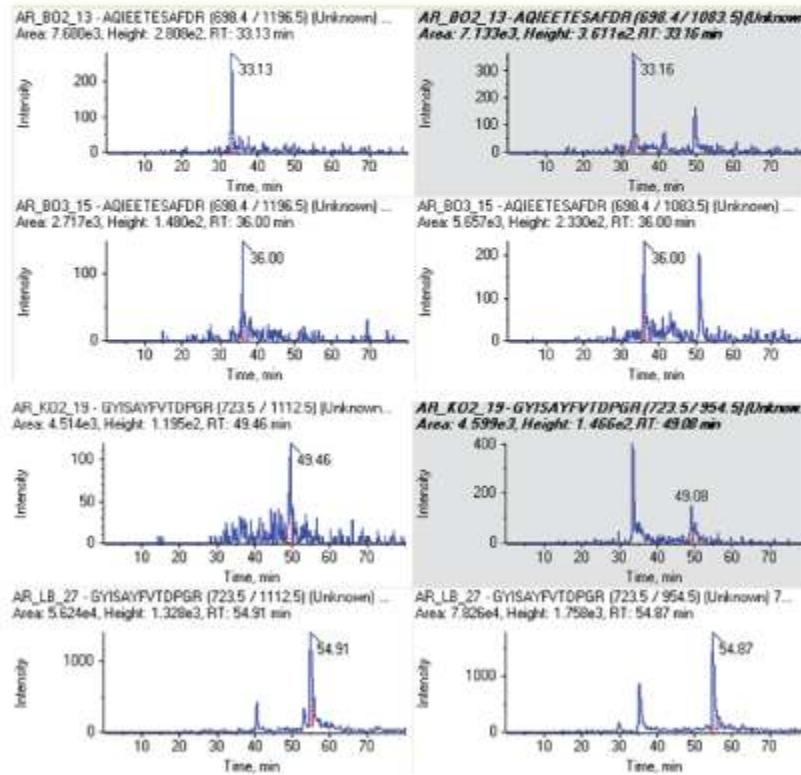 AR_BO2_13 - AQIEETESAFDR (698.4 / 1196.5) (Unknown) ...
Area: 7.680e3, Height: 2.808e2, RT: 33.13 min
33.13
200
100
0
Intensity
10 20 30 40 50 60 70
Time, min
AR_BO2_13 - AQIEETESAFDR (698.4 / 1083.5) (Unknown
Area: 7.133e3, Height: 3.611e2, RT: 33.16 min
33.16
300
200
100
0
Intensity
10 20 30 40 50 60 70
Time, min
AR_BO3_15 - AQIEETESAFDR (698.4 / 1196.5) (Unknown) ...
Area: 2.717e3, Height: 1.480e2, RT: 36.00 min
36.00
100
0
Intensity
10 20 30 40 50 60 70
Time, min
AR_BO3_15 - AQIEETESAFDR (698.4 / 1083.5) (Unknown) ...
Area: 5.657e3, Height: 2.330e2, RT: 36.00 min
36.00
200
100
0
Intensity
10 20 30 40 50 60 70
Time, min
AR_KO2_19 - GYISAYFVTDPGR (723.5 / 1112.5) (Unknown...
Area: 4.514e3, Height: 1.195e2, RT: 49.46 min
49.46
100
50
0
Intensity
10 20 30 40 50 60 70
Time, min
AR_KO2_19 - GYISAYFVTDPGR (723.5 / 954.5) (Unknow
Area: 4.599e3, Height: 1.466e2, RT: 49.08 min
49.08
400
200
0
Intensity
10 20 30 40 50 60 70
Time, min
AR_LB_27 - GYISAYFVTDPGR (723.5 / 1112.5) (Unknown) ...
Area: 5.624e4, Height: 1.328e3, RT: 54.91 min
54.91
1000
0
Intensity
10 20 30 40 50 60 70
Time, min
AR_LB_27 - GYISAYFVTDPGR (723.5 / 954.5) (Unknown) 7...
Area: 7.826e4, Height: 1.758e3, RT: 54.87 min
54.87
1000
0
Intensity
10 20 30 40 50 60 70
Time, min